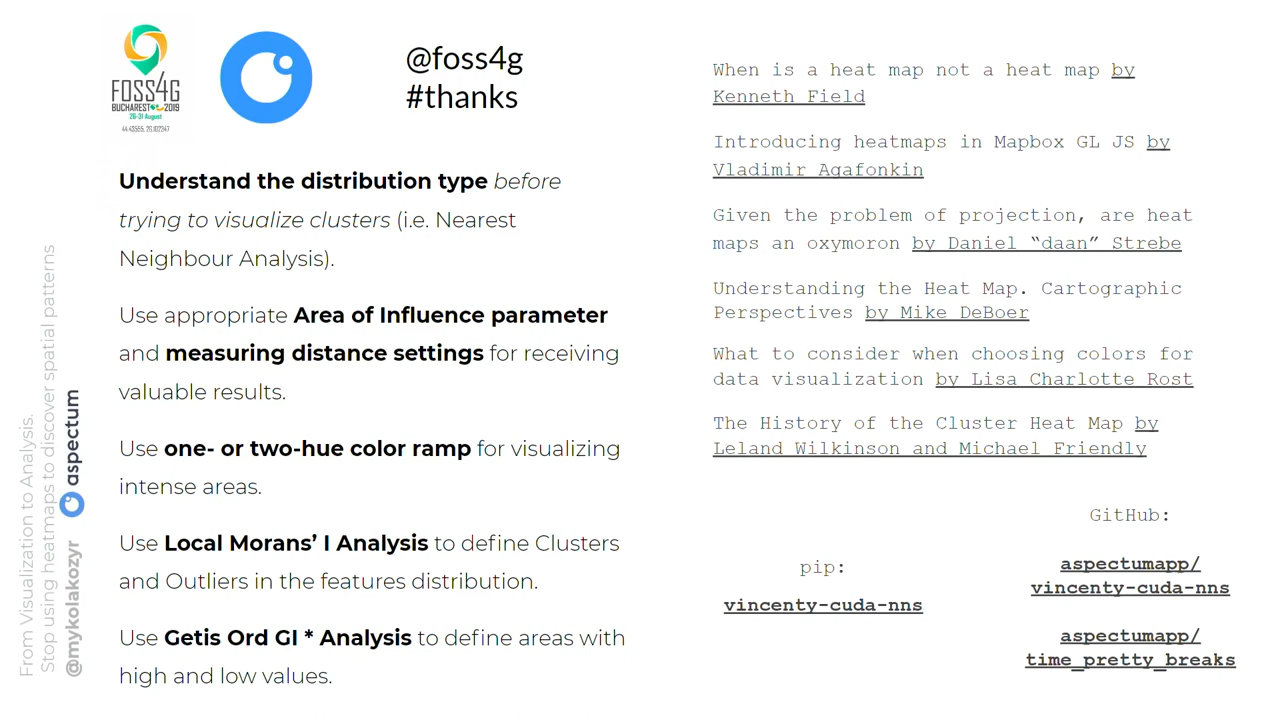 FOSS4G
BUCHAREST 2019
26-31 August
@foss4g
#thanks
Understand the distribution type before
trying to visualize clusters (i.e. Nearest
Neighbour Analysis).
Use appropriate Area of Influence parameter
and measuring distance settings for receiving
valuable results.
Use one- or two-hue color ramp for visualizing
intense areas.
Use Local Morans’ I Analysis to define Clusters
and Outliers in the features distribution.
Use Getis Ord GI * Analysis to define areas with
high and low values.
When is a heat map not a heat map by
Kenneth Field
Introducing heatmaps in Mapbox GL JS by
Vladimir Agafonkin
Given the problem of projection, are heat
maps an oxymoron by Daniel “daan” Strebe
Understanding the Heat Map. Cartographic
Perspectives by Mike DeBoer
What to consider when choosing colors for
data visualization by Lisa Charlotte Rost
The History of the Cluster Heat Map by
Leland Wilkinson and Michael Friendly
pip:
vincenty-cuda-nns
GitHub:
aspectumapp/
vincenty-cuda-nns
aspectumapp/
time_pretty_breaks
From Visualization to Analysis.
Stop using heatmaps to discover spatial patterns
@mykolakozyr aspectum